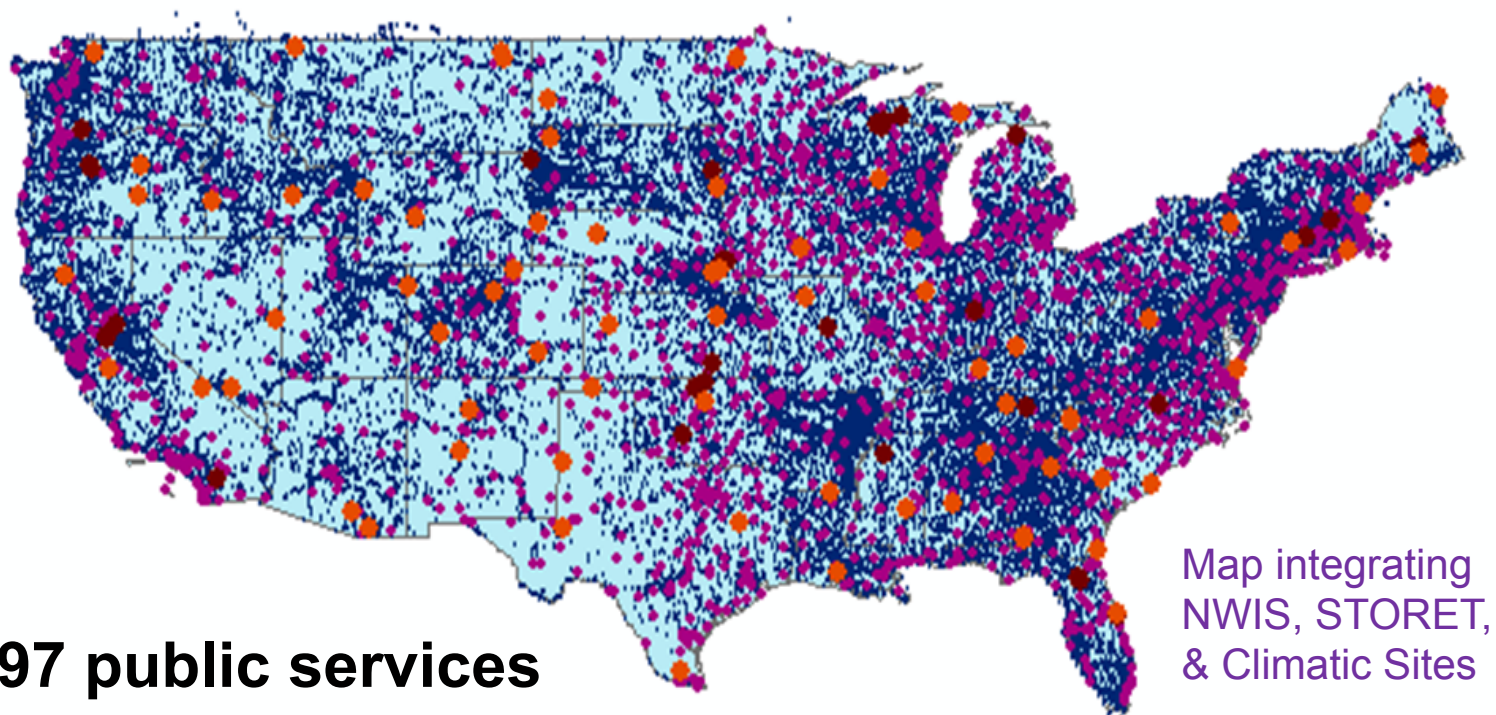 97 public services
Map integrating
NWIS, STORET,
& Climatic Sites